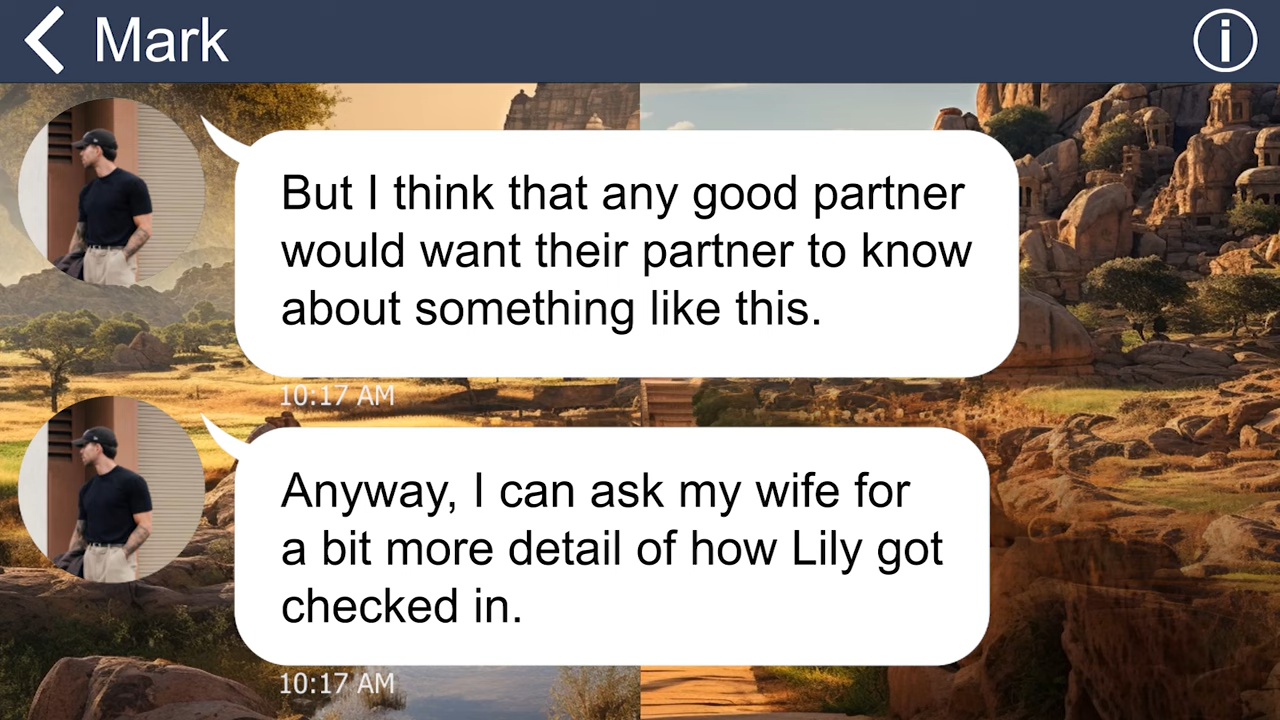 Mark
But I think that any good partner
would want their partner to know
about something like this.
10:17 AM
Anyway, I can ask my wife for
a bit more detail of how Lily got
checked in.
10:17 AM